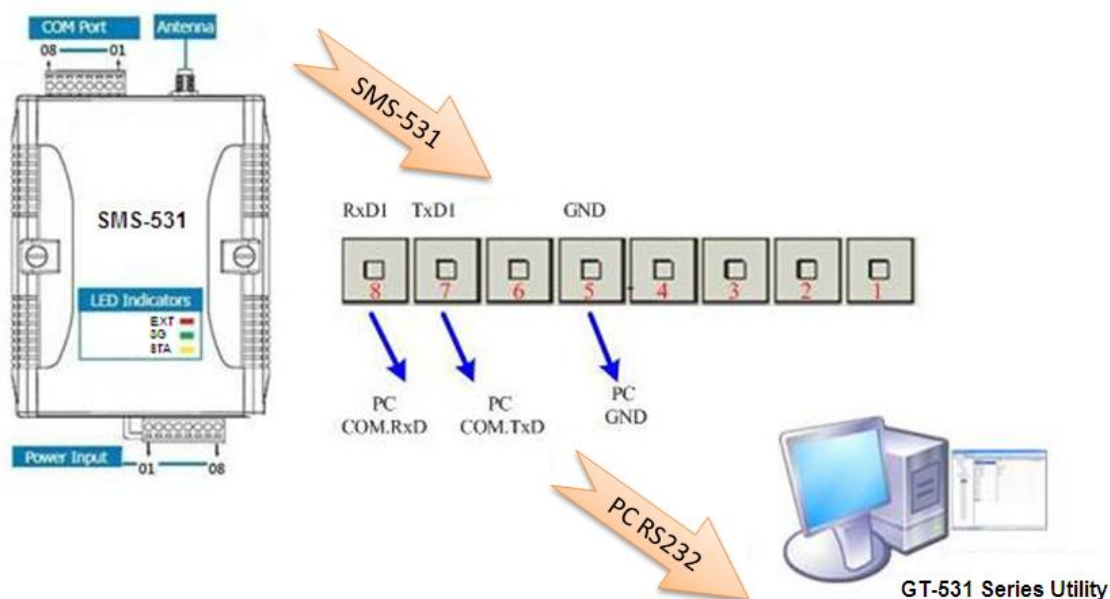 COM Port
Antenna
08 01
SMS-531
SMS-531
LED Indicators
EXT
3G
STA
Power Input
01 08
RxD1 TxD1 GND
8 7 6 5 4 3 2 1
PC
COM.RxD
PC
COM.TxD
PC
GND
PC RS232
GT-531 Series Utility